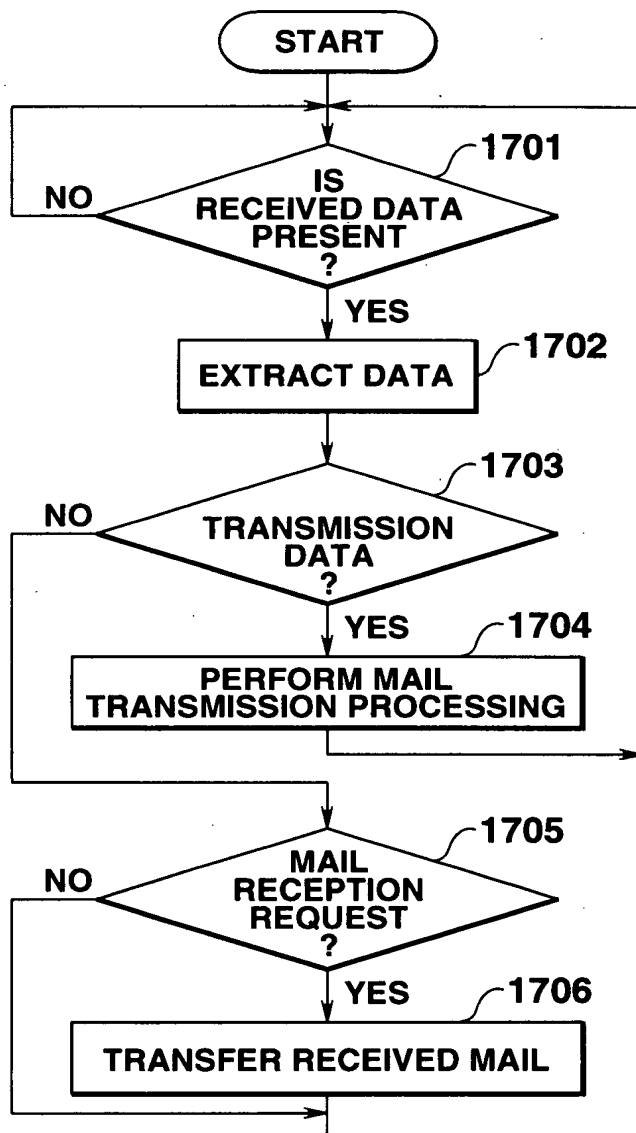 START
1701
NO
IS
RECEIVED DATA
PRESENT
?
YES
1702
EXTRACT DATA
1703
NO
TRANSMISSION
DATA
?
YES
1704
PERFORM MAIL
TRANSMISSION PROCESSING
1705
NO
MAIL
RECEPTION
REQUEST
?
YES
1706
TRANSFER RECEIVED MAIL